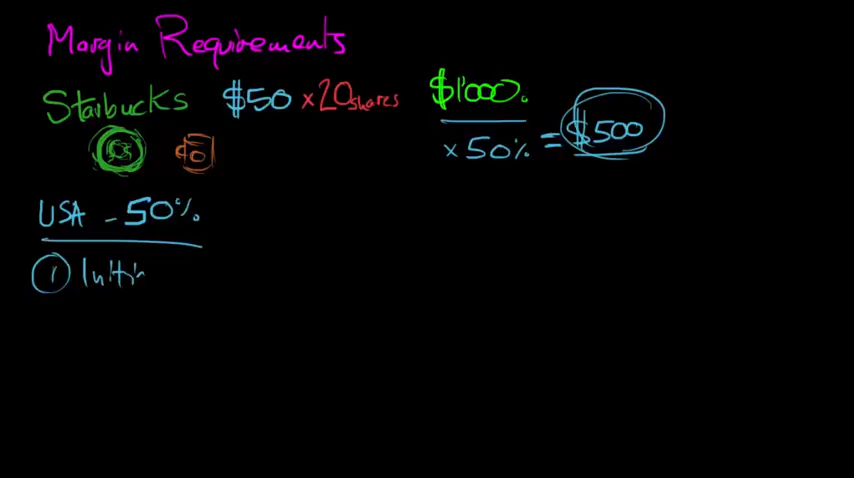 Margin Requirements
Starbucks $50 x 20 shares $1'000.
x 50% = $500
USA - 50%
1 Initi